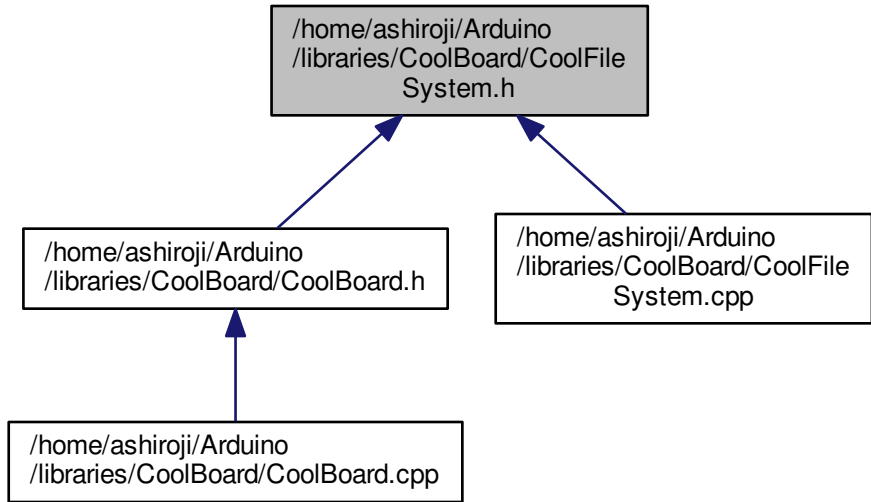 /home/ashiroji/Arduino
/libraries/CoolBoard/CoolFile
System.h
/home/ashiroji/Arduino
/libraries/CoolBoard/CoolBoard.h
/home/ashiroji/Arduino
/libraries/CoolBoard/CoolFile
System.cpp
/home/ashiroji/Arduino
/libraries/CoolBoard/CoolBoard.cpp